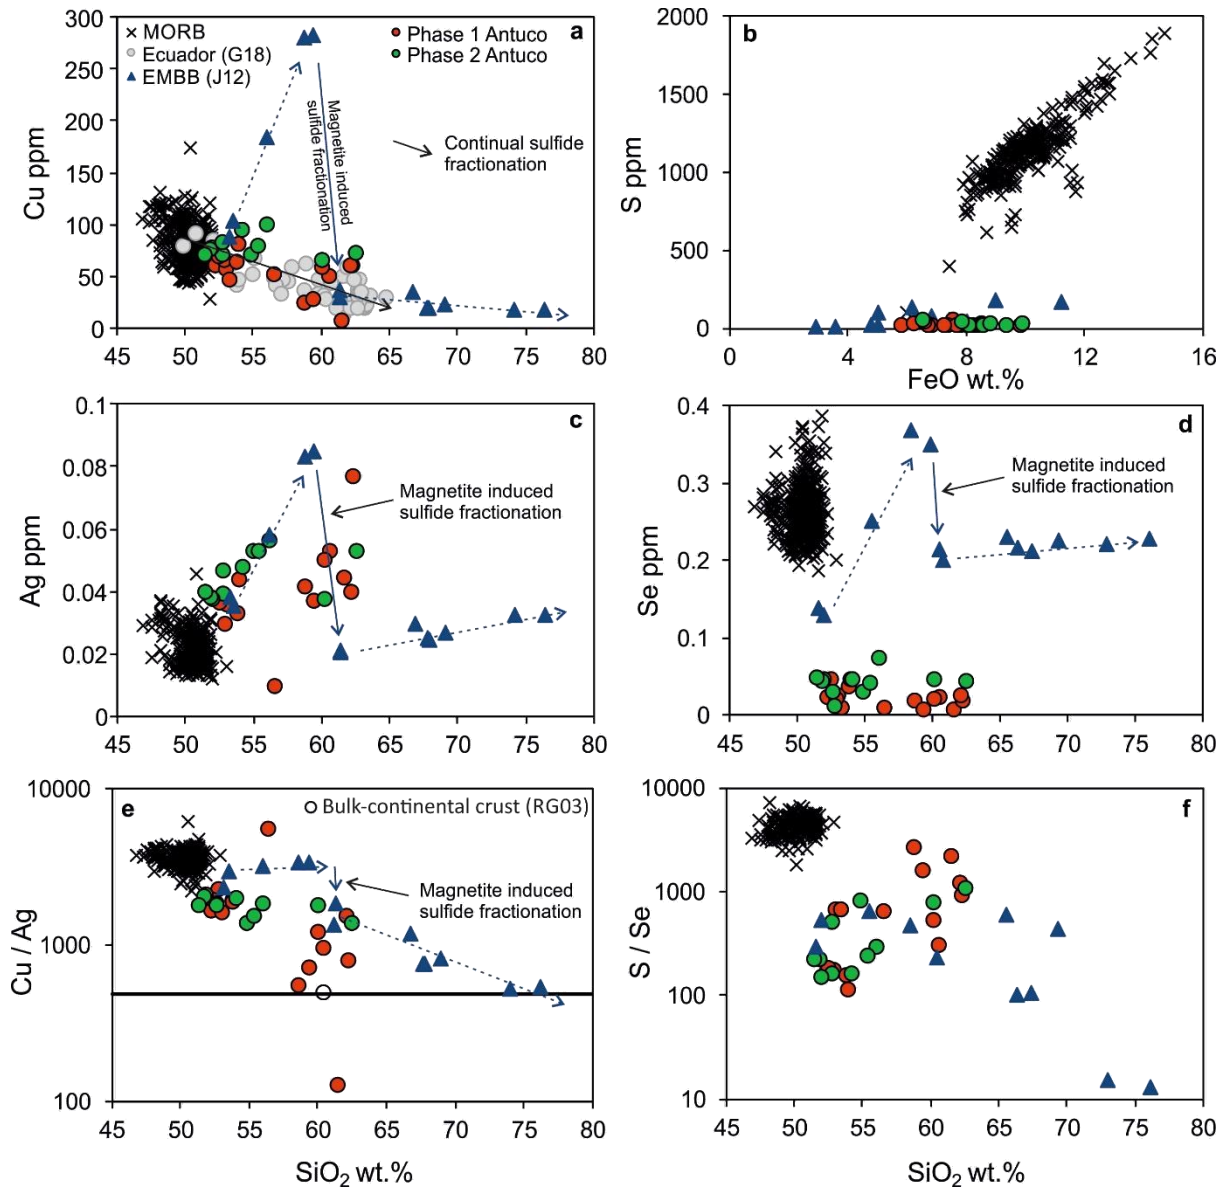 a
MORB
Ecuador (G18)
EMBB (J12)
Phase 1 Antuco
Phase 2 Antuco
Magnetite induced
sulfide fractionation
Continual sulfide
fractionation
Cu ppm
300
250
200
150
100
50
0
45 50 55 60 65 70 75 80
b
S ppm
2000
1500
1000
500
0
0 4 8 12 16
FeO wt.%
c
Magnetite induced
sulfide fractionation
Ag ppm
0.1
0.08
0.06
0.04
0.02
0
45 50 55 60 65 70 75 80
d
Magnetite induced
sulfide fractionation
Se ppm
0.4
0.3
0.2
0.1
0
45 50 55 60 65 70 75 80
e
Bulk-continental crust (RG03)
Magnetite induced
sulfide fractionation
Cu / Ag
10000
1000
100
45 50 55 60 65 70 75 80
SiO₂ wt.%
f
S / Se
10000
1000
100
10
45 50 55 60 65 70 75 80
SiO₂ wt.%